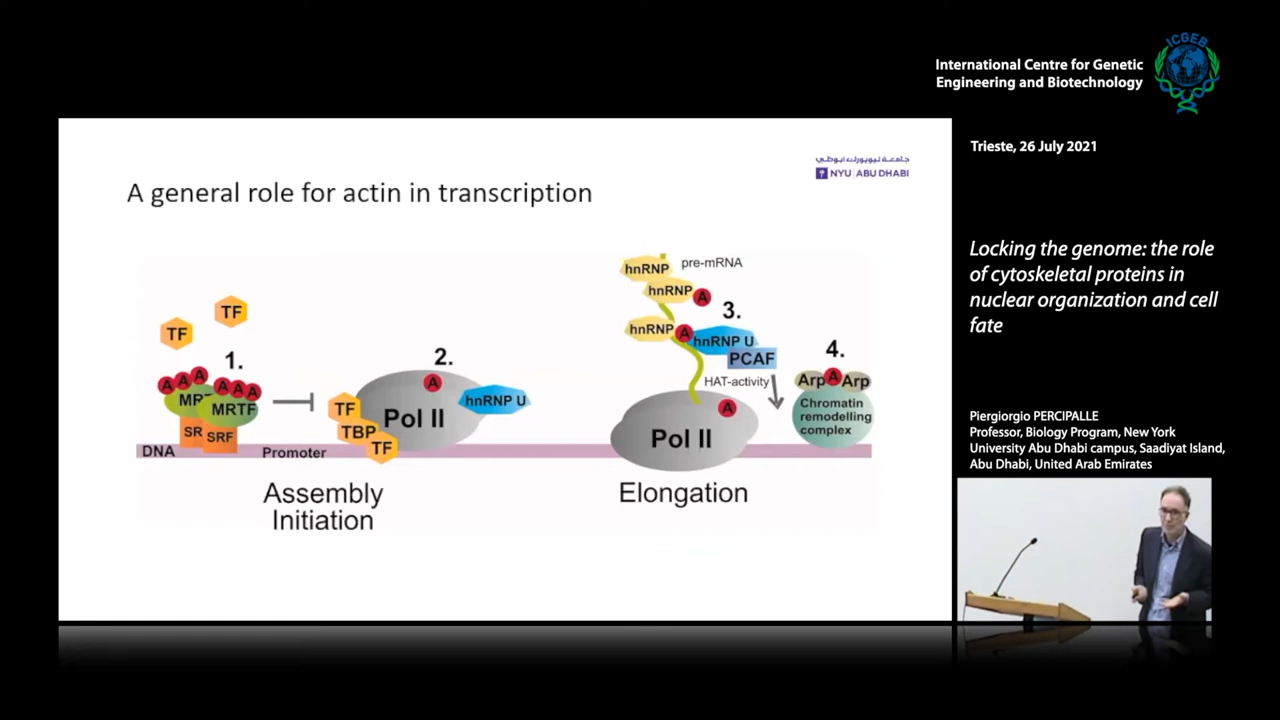 ICGEB
International Centre for Genetic
Engineering and Biotechnology
Trieste, 26 July 2021
جامعة نيويورك أبوظبي
NYU ABU DHABI
A general role for actin in transcription
TF
TF
1.
A A A A A A
MRTF
SRF
DNA
Promoter
2.
A
TF
TBP
TF
Pol II
hnRNP U
Assembly
Initiation
hnRNP
pre-mRNA
hnRNP A
3.
hnRNP A hnRNP U
PCAF
HAT-activity
A
Pol II
Elongation
4.
Arp A Arp
Chromatin
remodelling
complex
Locking the genome: the role
of cytoskeletal proteins in
nuclear organization and cell
fate
Piergiorgio PERCIPALLE
Professor, Biology Program, New York
University Abu Dhabi campus, Saadiyat Island,
Abu Dhabi, United Arab Emirates